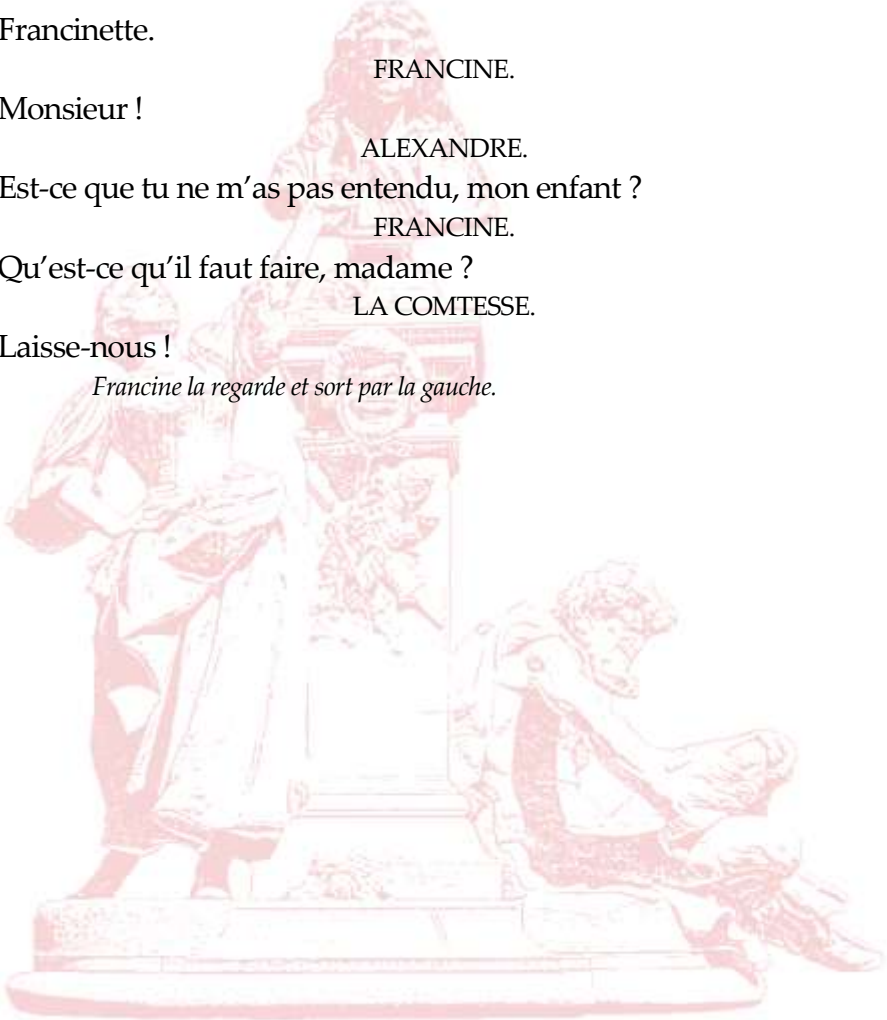 Francinette.
FRANCINE.
Monsieur !
ALEXANDRE.
Est-ce que tu ne m’as pas entendu, mon enfant ?
FRANCINE.
Qu’est-ce qu’il faut faire, madame ?
LA COMTESSE.
Laisse-nous !
Francine la regarde et sort par la gauche.